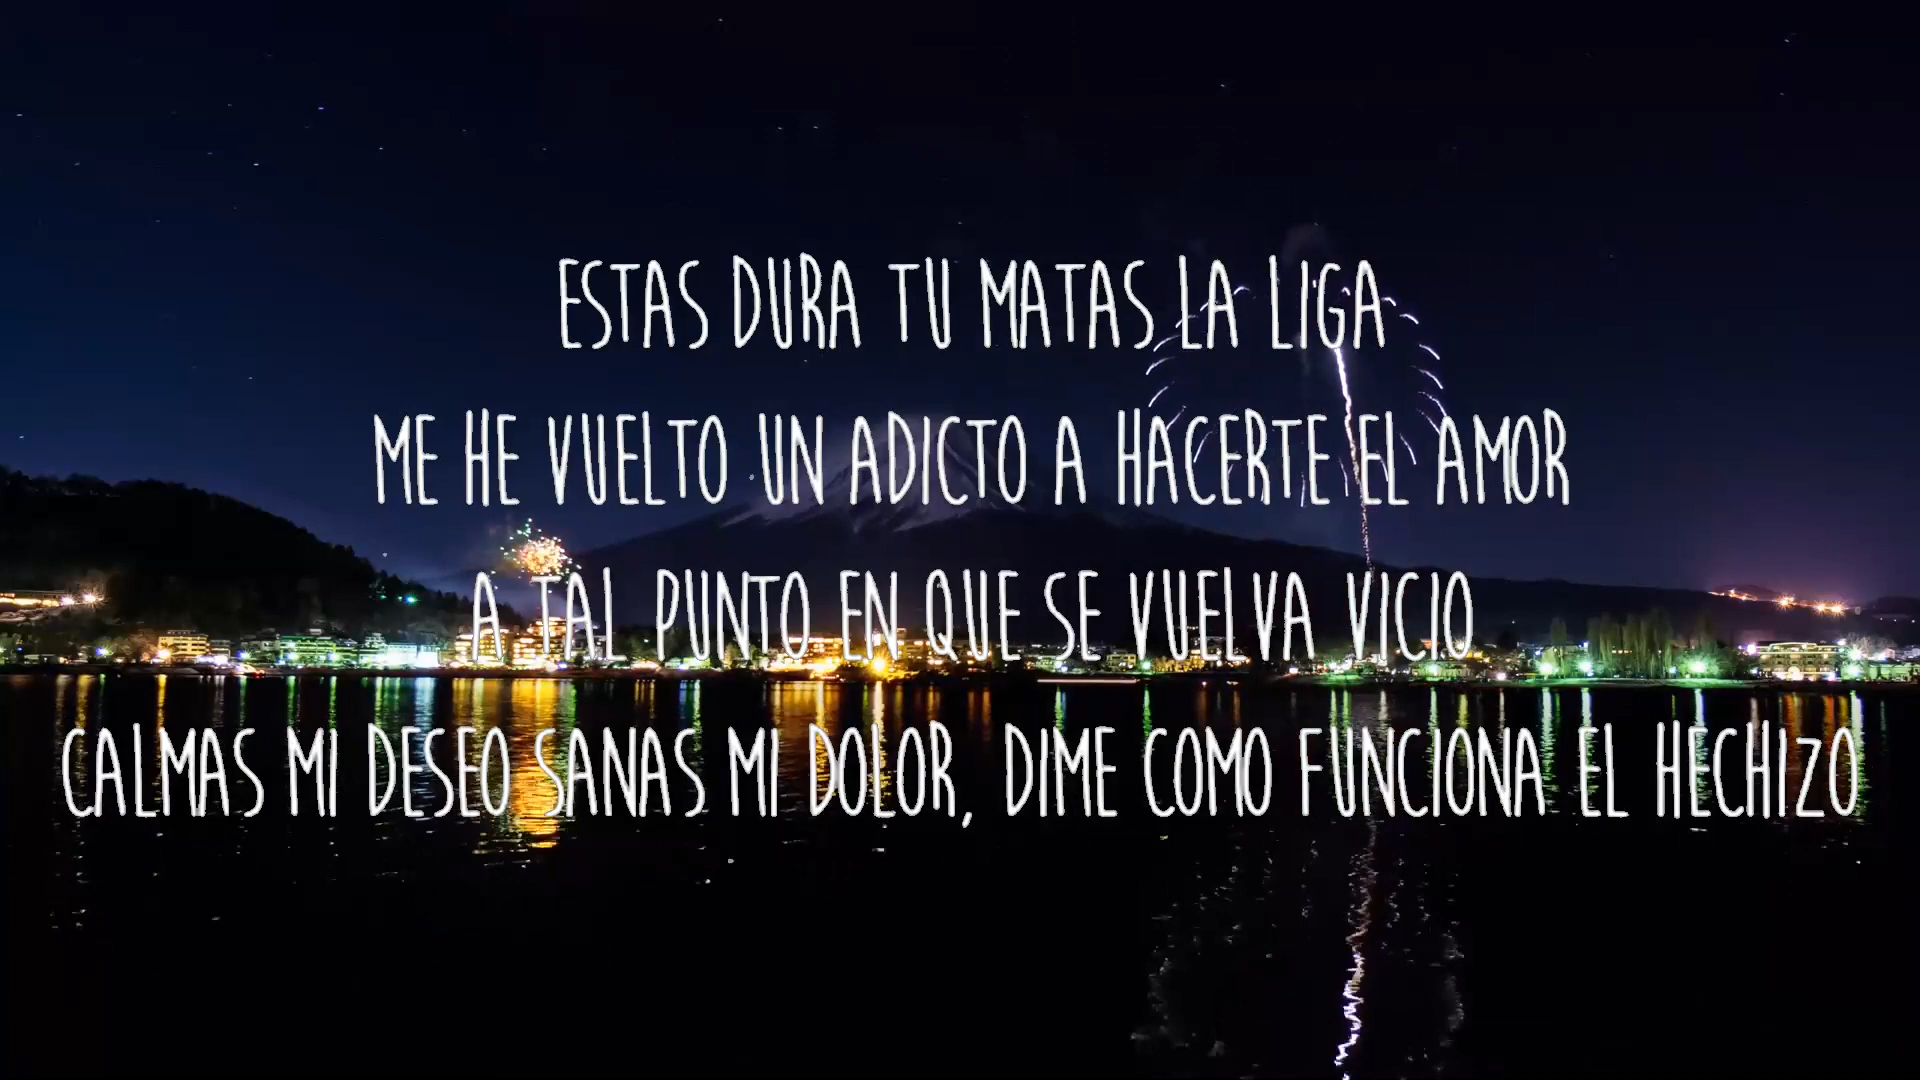 ESTAS DURA TU MATAS LA LIGA
ME HE VUELTO UN ADICTO A HACERTE EL AMOR
A TAL PUNTO EN QUE SE VUELVA VICIO
CALMAS MI DESEO SANAS MI DOLOR, DIME COMO FUNCIONA EL HECHIZO